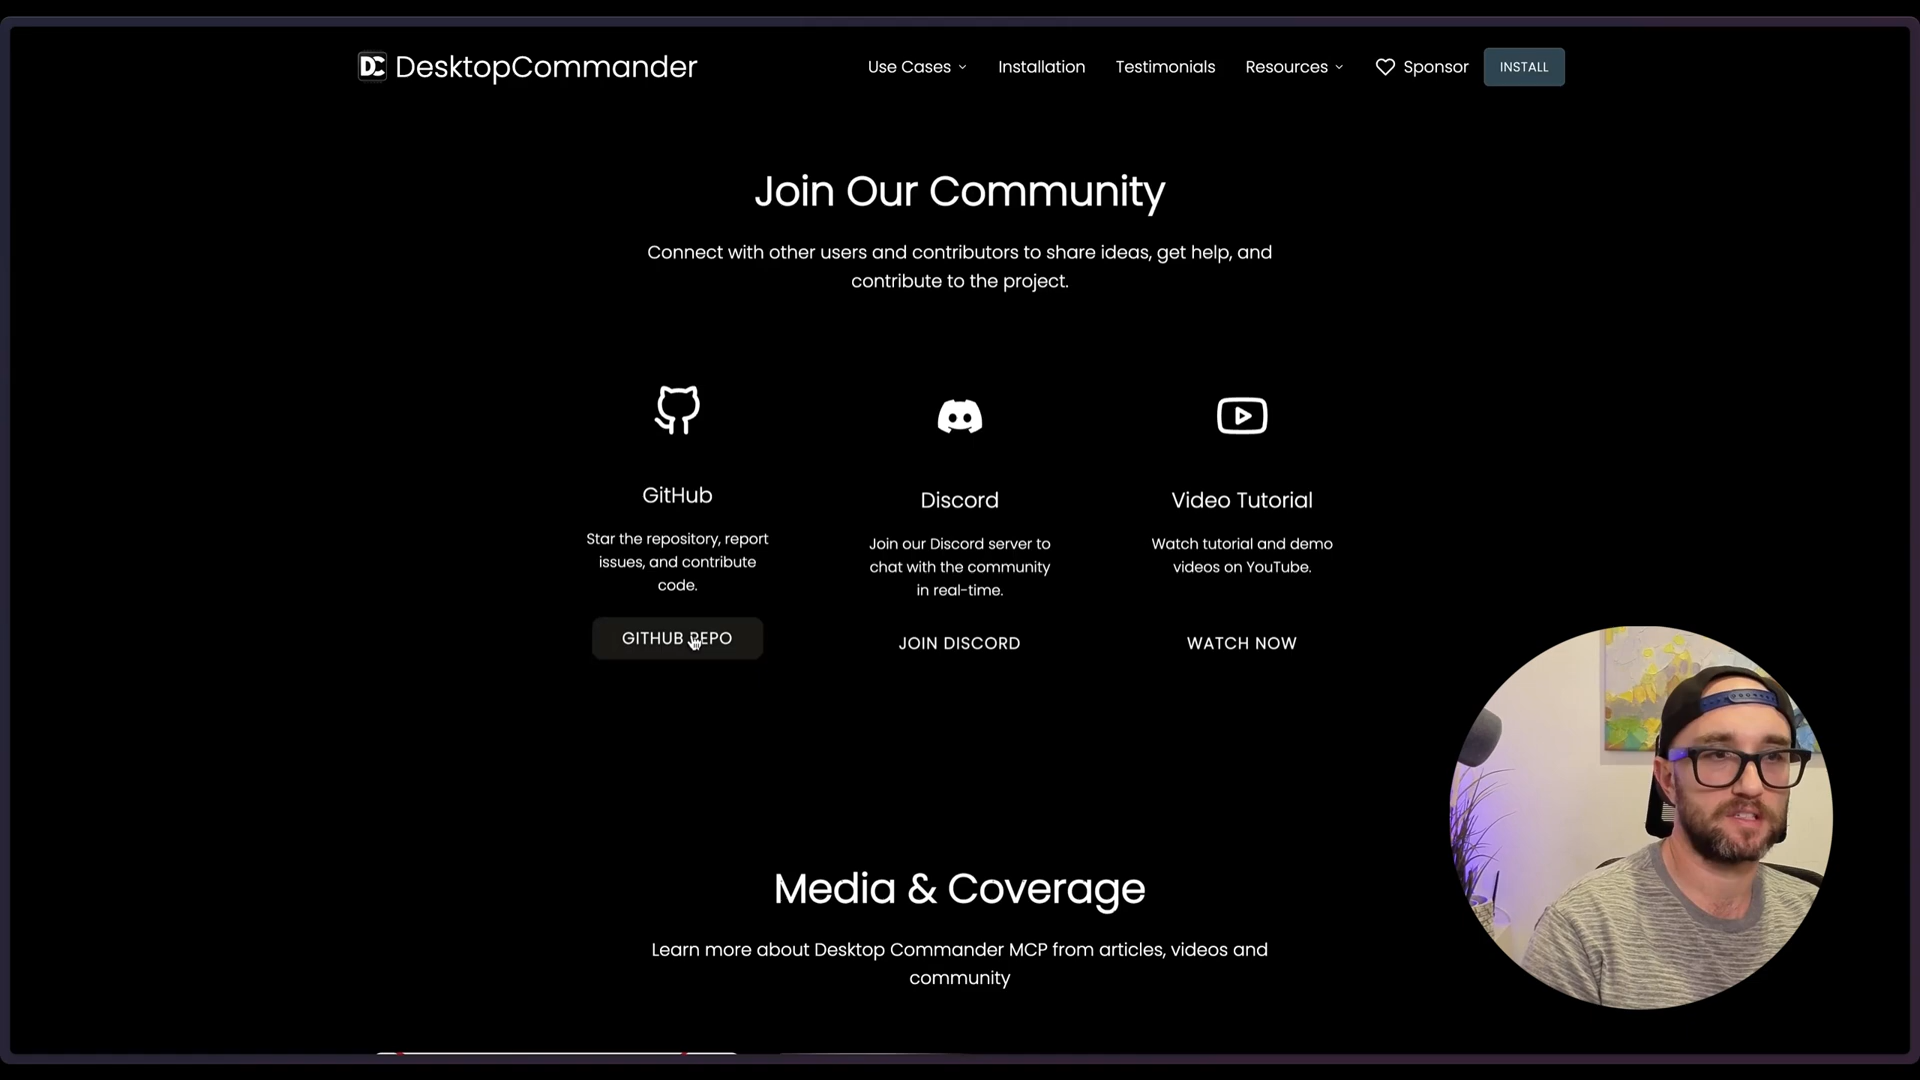 DC DesktopCommander
Use Cases
Installation
Testimonials
Resources
Sponsor
INSTALL
Join Our Community
Connect with other users and contributors to share ideas, get help, and
contribute to the project.
GitHub
Star the repository, report
issues, and contribute
code.
GITHUB REPO
Discord
Join our Discord server to
chat with the community
in real-time.
JOIN DISCORD
Video Tutorial
Watch tutorial and demo
videos on YouTube.
WATCH NOW
Media & Coverage
Learn more about Desktop Commander MCP from articles, videos and
community